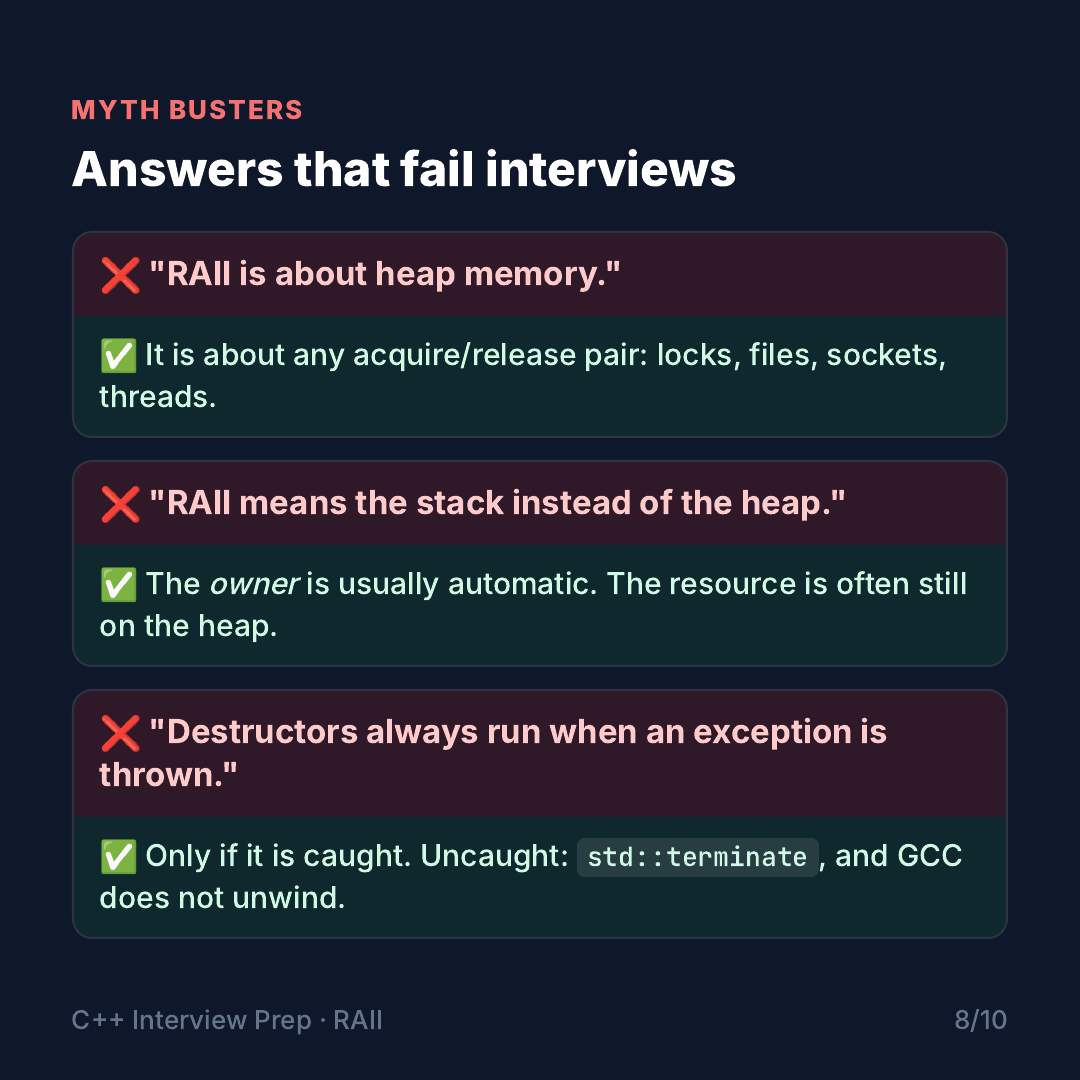 MYTH BUSTERS
Answers that fail interviews
❌ "RAII is about heap memory."
✅ It is about any acquire/release pair: locks, files, sockets,
threads.
❌ "RAII means the stack instead of the heap."
✅ The owner is usually automatic. The resource is often still
on the heap.
❌ "Destructors always run when an exception is
thrown."
✅ Only if it is caught. Uncaught: std::terminate, and GCC
does not unwind.
C++ Interview Prep · RAII
8/10